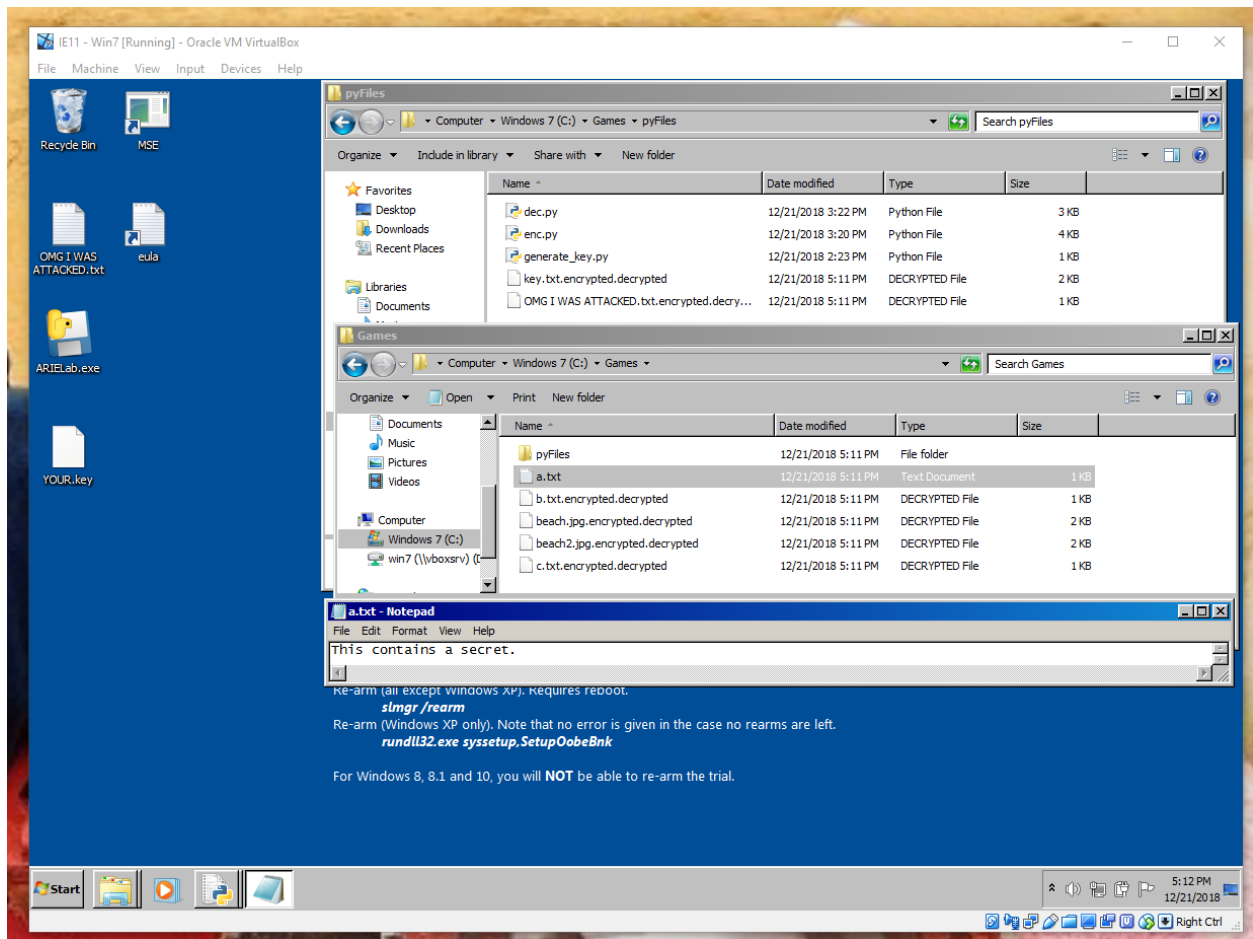 IE11 - Win7 [Running] - Oracle VM VirtualBox
File Machine View Input Devices Help
Recycle Bin
MSE
OMG I WAS ATTACKED.txt
eula
ARIELab.exe
YOUR.key
pyFiles
Computer Windows 7 (C:) Games pyFiles
Search pyFiles
Organize Include in library Share with New folder
Favorites
Desktop
Downloads
Recent Places
Libraries
Documents
Name Date modified Type Size
dec.py 12/21/2018 3:22 PM Python File 3 KB
enc.py 12/21/2018 3:20 PM Python File 4 KB
generate_key.py 12/21/2018 2:23 PM Python File 1 KB
key.txt.encrypted.decrypted 12/21/2018 5:11 PM DECRYPTED File 2 KB
OMG I WAS ATTACKED.txt.encrypted.decry... 12/21/2018 5:11 PM DECRYPTED File 1 KB
Games
Computer Windows 7 (C:) Games
Search Games
Organize Open Print New folder
Documents
Music
Pictures
Videos
Computer
Windows 7 (C:)
win7 (\\vboxsrv) (
Name Date modified Type Size
pyFiles 12/21/2018 5:11 PM File folder
a.txt 12/21/2018 5:11 PM Text Document 1 KB
b.txt.encrypted.decrypted 12/21/2018 5:11 PM DECRYPTED File 1 KB
beach.jpg.encrypted.decrypted 12/21/2018 5:11 PM DECRYPTED File 2 KB
beach2.jpg.encrypted.decrypted 12/21/2018 5:11 PM DECRYPTED File 2 KB
c.txt.encrypted.decrypted 12/21/2018 5:11 PM DECRYPTED File 1 KB
a.txt - Notepad
File Edit Format View Help
This contains a secret.
Re-arm (all except Windows XP). Requires reboot.
slmgr /rearm
Re-arm (Windows XP only). Note that no error is given in the case no rearms are left.
rundll32.exe syssetup,SetupOobeBnk
For Windows 8, 8.1 and 10, you will NOT be able to re-arm the trial.
Start
5:12 PM
12/21/2018
Right Ctrl